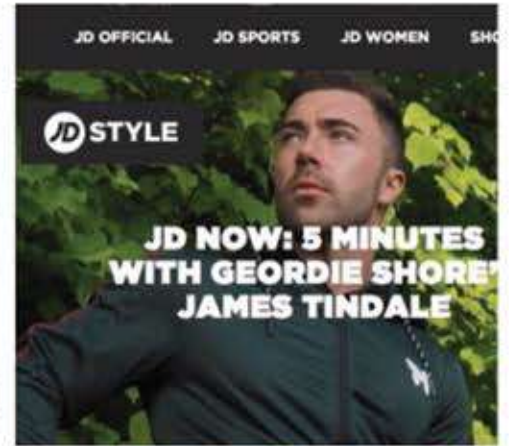 JD OFFICIAL JD SPORTS JD WOMEN
JD STYLE
JD NOW: 5 MINUTES
WITH GEORDIE SHORE'
JAMES TINDALE